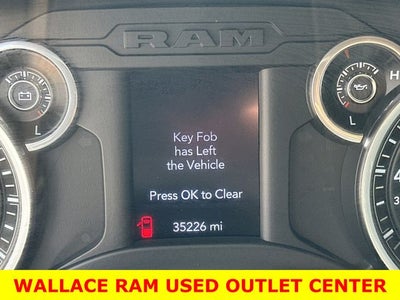 RAM
H
L
L
Key Fob
has Left
the Vehicle
Press OK to Clear
35226 mi
WALLACE RAM USED OUTLET CENTER